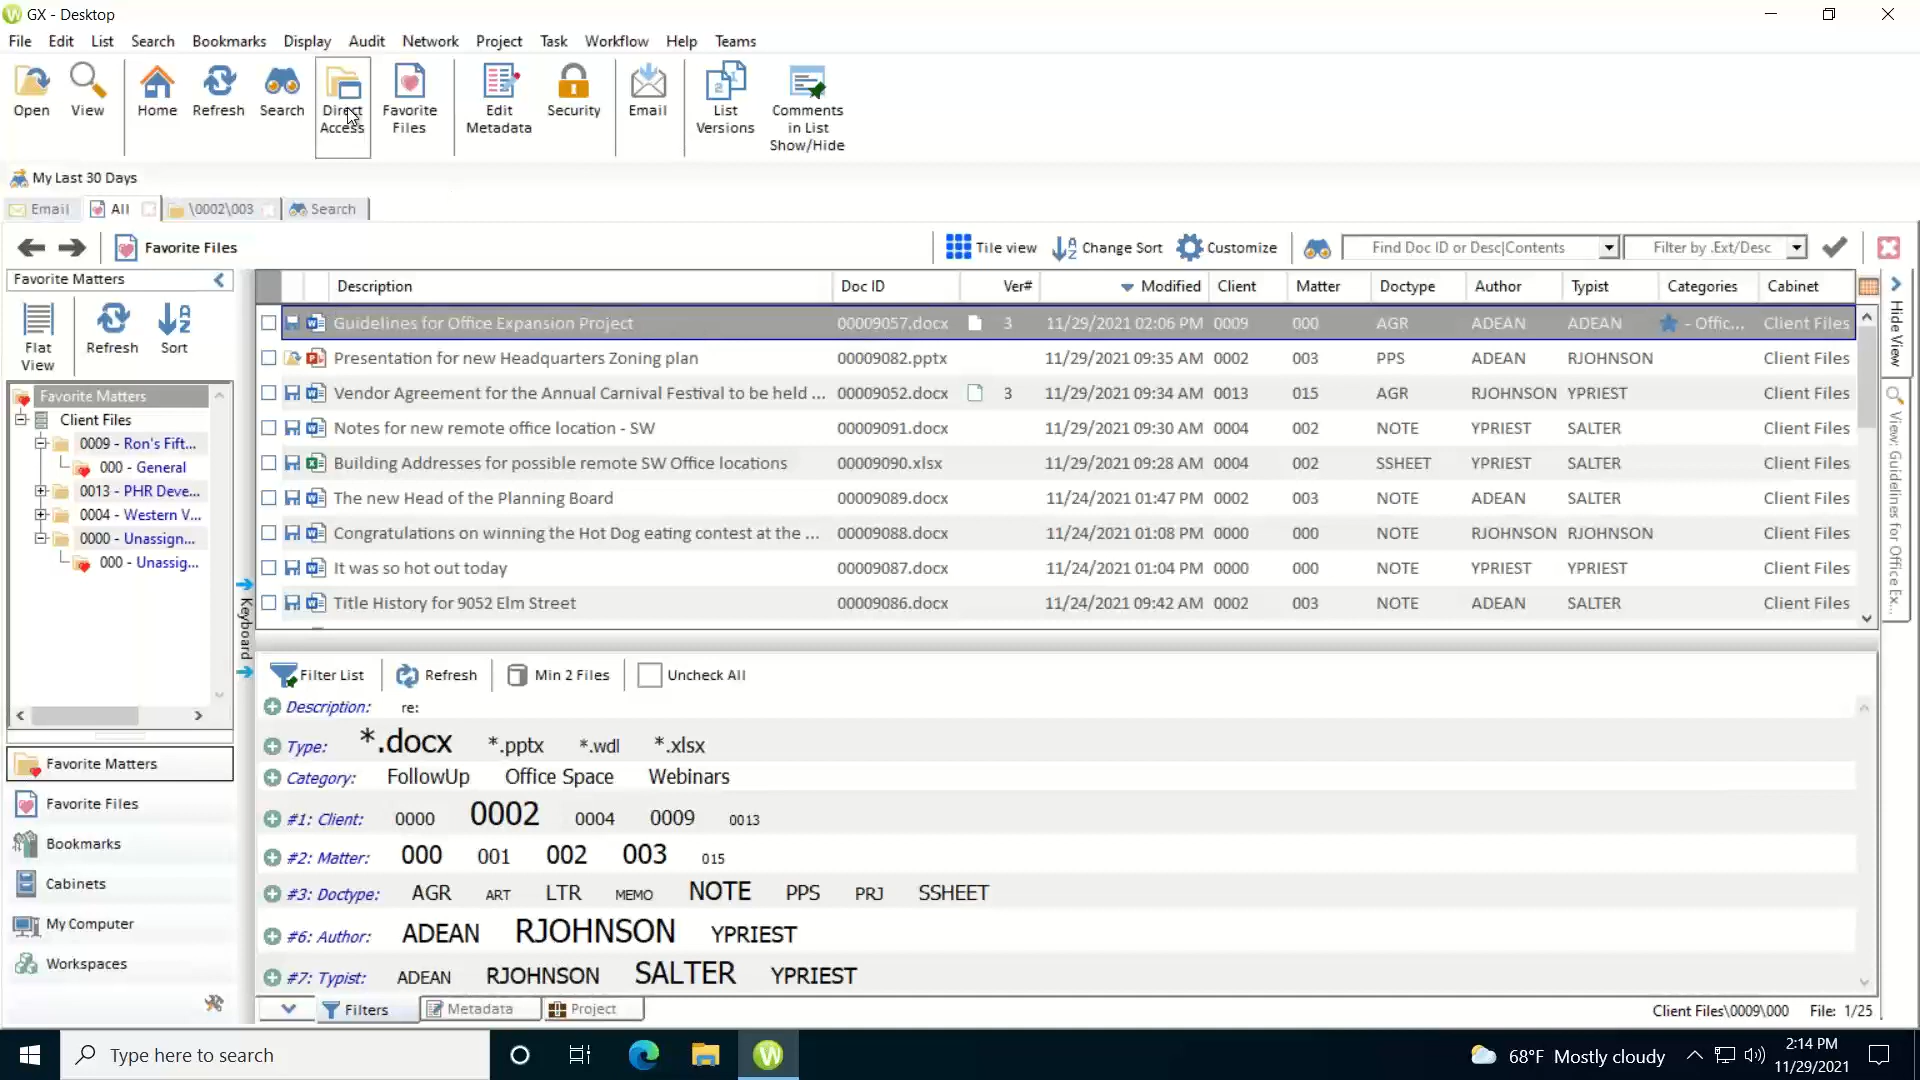 GX - Desktop
File Edit List Search Bookmarks Display Audit Network Project Task Workflow Help Teams
Open View Home Refresh Search Direct Access Favorite Files Edit Metadata Security Email List Versions Comments in List Show/Hide
My Last 30 Days
Email All \0002\003 Search
Favorite Files Tile view Change Sort Customize Find Doc ID or Desc|Contents Filter by .Ext/Desc
Favorite Matters
Flat View Refresh Sort
Favorite Matters
Client Files
0009 - Ron's Fift...
000 - General
0013 - PHR Deve...
0004 - Western V...
0000 - Unassign...
000 - Unassig...
Favorite Matters
Favorite Files
Bookmarks
Cabinets
My Computer
Workspaces
Keyboard
Description Doc ID Ver# Modified Client Matter Doctype Author Typist Categories Cabinet
Guidelines for Office Expansion Project 00009057.docx 3 11/29/2021 02:06 PM 0009 000 AGR ADEAN ADEAN - Offic... Client Files
Presentation for new Headquarters Zoning plan 00009082.pptx 11/29/2021 09:35 AM 0002 003 PPS ADEAN RJOHNSON Client Files
Vendor Agreement for the Annual Carnival Festival to be held ... 00009052.docx 3 11/29/2021 09:34 AM 0013 015 AGR RJOHNSON YPRIEST Client Files
Notes for new remote office location - SW 00009091.docx 11/29/2021 09:30 AM 0004 002 NOTE YPRIEST SALTER Client Files
Building Addresses for possible remote SW Office locations 00009090.xlsx 11/29/2021 09:28 AM 0004 002 SSHEET YPRIEST SALTER Client Files
The new Head of the Planning Board 00009089.docx 11/24/2021 01:47 PM 0002 003 NOTE ADEAN SALTER Client Files
Congratulations on winning the Hot Dog eating contest at the ... 00009088.docx 11/24/2021 01:08 PM 0000 000 NOTE RJOHNSON RJOHNSON Client Files
It was so hot out today 00009087.docx 11/24/2021 01:04 PM 0000 000 NOTE YPRIEST YPRIEST Client Files
Title History for 9052 Elm Street 00009086.docx 11/24/2021 09:42 AM 0002 003 NOTE ADEAN SALTER Client Files
Hide View
View: Guidelines for Office Ex...
Filter List Refresh Min 2 Files Uncheck All
Description: re:
Type: *.docx *.pptx *.wdl *.xlsx
Category: FollowUp Office Space Webinars
#1: Client: 0000 0002 0004 0009 0013
#2: Matter: 000 001 002 003 015
#3: Doctype: AGR ART LTR MEMO NOTE PPS PRJ SSHEET
#6: Author: ADEAN RJOHNSON YPRIEST
#7: Typist: ADEAN RJOHNSON SALTER YPRIEST
Filters Metadata Project Client Files\0009\000 File: 1/25
Type here to search 68°F Mostly cloudy 2:14 PM
11/29/2021